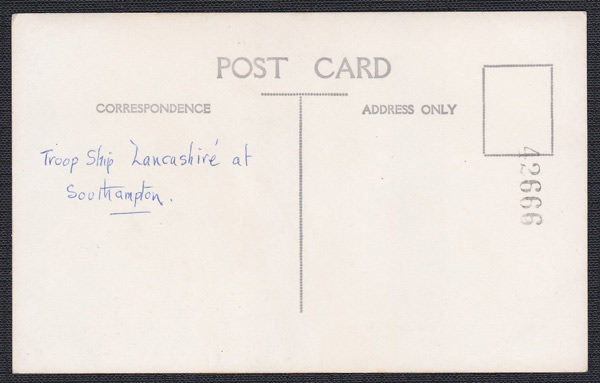 POST CARD
CORRESPONDENCE
ADDRESS ONLY
Troop Ship 'Lancashire' at
Southampton.
42666